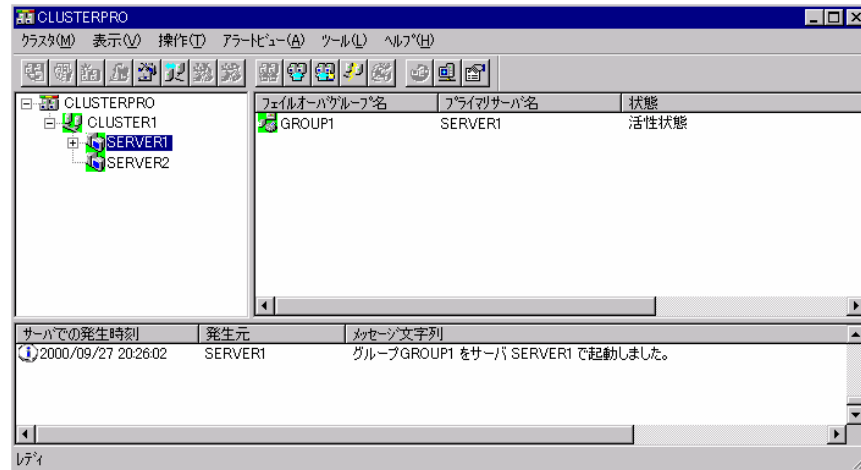 CLUSTERPRO
クラスタ(M) 表示(V) 操作(T) アラートビュー(A) ツール(L) ヘルプ(H)
CLUSTERPRO
CLUSTER1
SERVER1
SERVER2
フェイルオーバグループ名 プライマリサーバ名 状態
GROUP1 SERVER1 活性状態
サーバでの発生時刻 発生元 メッセージ文字列
2000/09/27 20:26:02 SERVER1 グループGROUP1 をサーバ SERVER1 で起動しました。
レディ